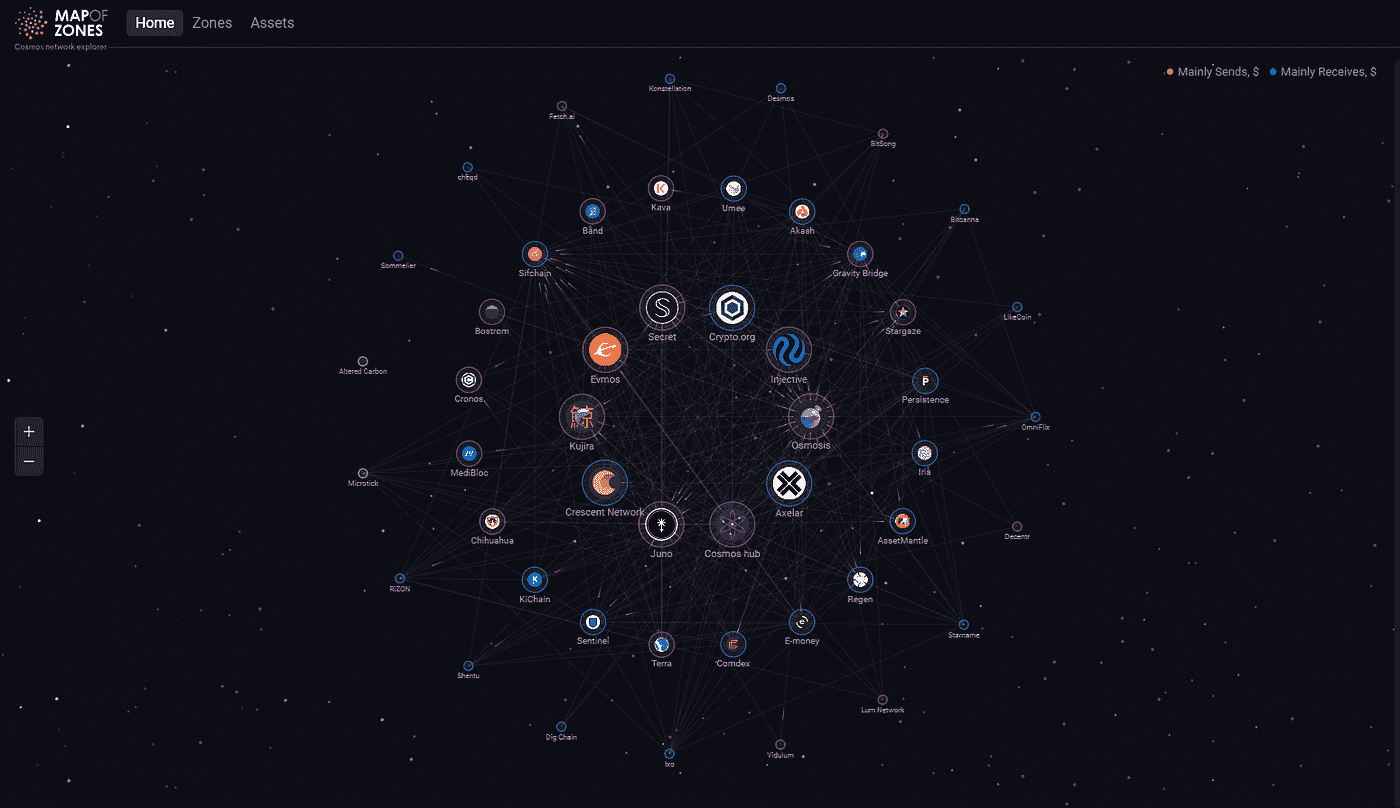 MAPOF
ZONES
Cosmos network explorer
Home
Zones
Assets
Mainly Sends, $
Mainly Receives, $
Konstellation
Desmos
Fetch.ai
BitSong
cheqd
Kava
Umee
Bitcanna
Band
Akash
Sommelier
Sifchain
Gravity Bridge
LikeCoin
Bostrom
Secret
Crypto.org
Stargaze
Altered Carbon
Evmos
Injective
Cronos
Persistence
OmniFlix
Kujira
Osmosis
+
−
MediBloc
Iris
Microtick
Crescent Network
Axelar
Chihuahua
AssetMantle
Decentr
Juno
Cosmos hub
RiZON
KiChain
Regen
Sentinel
E-money
Starname
Terra
Comdex
Shentu
Lum Network
Dig Chain
Vidulum
Ixo